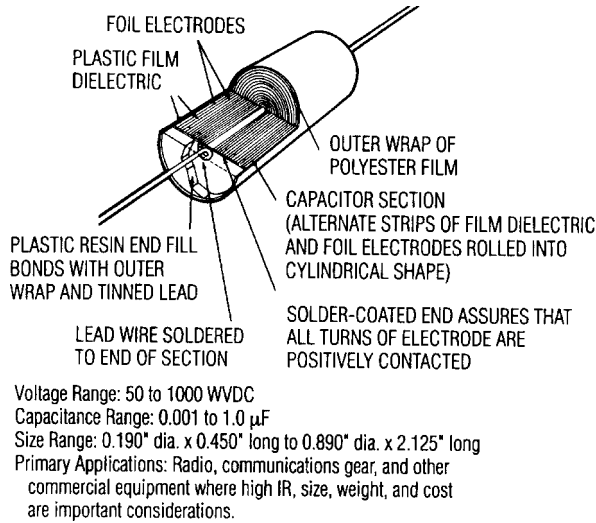 FOIL ELECTRODES
PLASTIC FILM
DIELECTRIC
OUTER WRAP OF
POLYESTER FILM
CAPACITOR SECTION
(ALTERNATE STRIPS OF FILM DIELECTRIC
AND FOIL ELECTRODES ROLLED INTO
CYLINDRICAL SHAPE)
PLASTIC RESIN END FILL
BONDS WITH OUTER
WRAP AND TINNED LEAD
SOLDER-COATED END ASSURES THAT
ALL TURNS OF ELECTRODE ARE
POSITIVELY CONTACTED
LEAD WIRE SOLDERED
TO END OF SECTION
Voltage Range: 50 to 1000 WVDC
Capacitance Range: 0.001 to 1.0 μF
Size Range: 0.190" dia. x 0.450" long to 0.890" dia. x 2.125" long
Primary Applications: Radio, communications gear, and other
commercial equipment where high IR, size, weight, and cost
are important considerations.